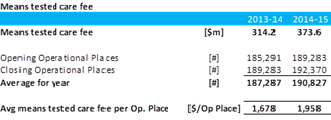 Means tested care fee
2013-14 2014-15
Means tested care fee [$m] 314.2 373.6
Opening Operational Places [#] 185,291 189,283
Closing Operational Places [#] 189,283 192,370
Average for year [#] 187,287 190,827
Avg means tested care fee per Op. Place [$/Op Place] 1,678 1,958